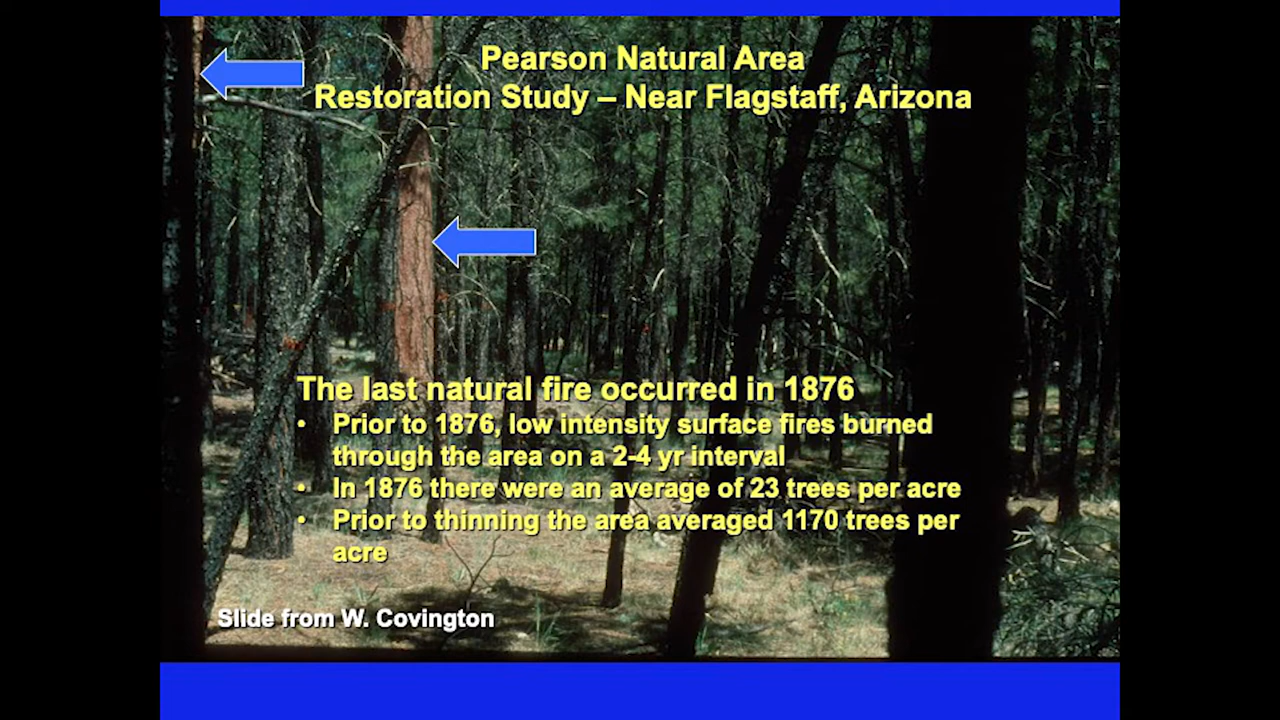 Pearson Natural Area
Restoration Study – Near Flagstaff, Arizona
The last natural fire occurred in 1876
• Prior to 1876, low intensity surface fires burned
through the area on a 2-4 yr interval
• In 1876 there were an average of 23 trees per acre
• Prior to thinning the area averaged 1170 trees per
acre
Slide from W. Covington